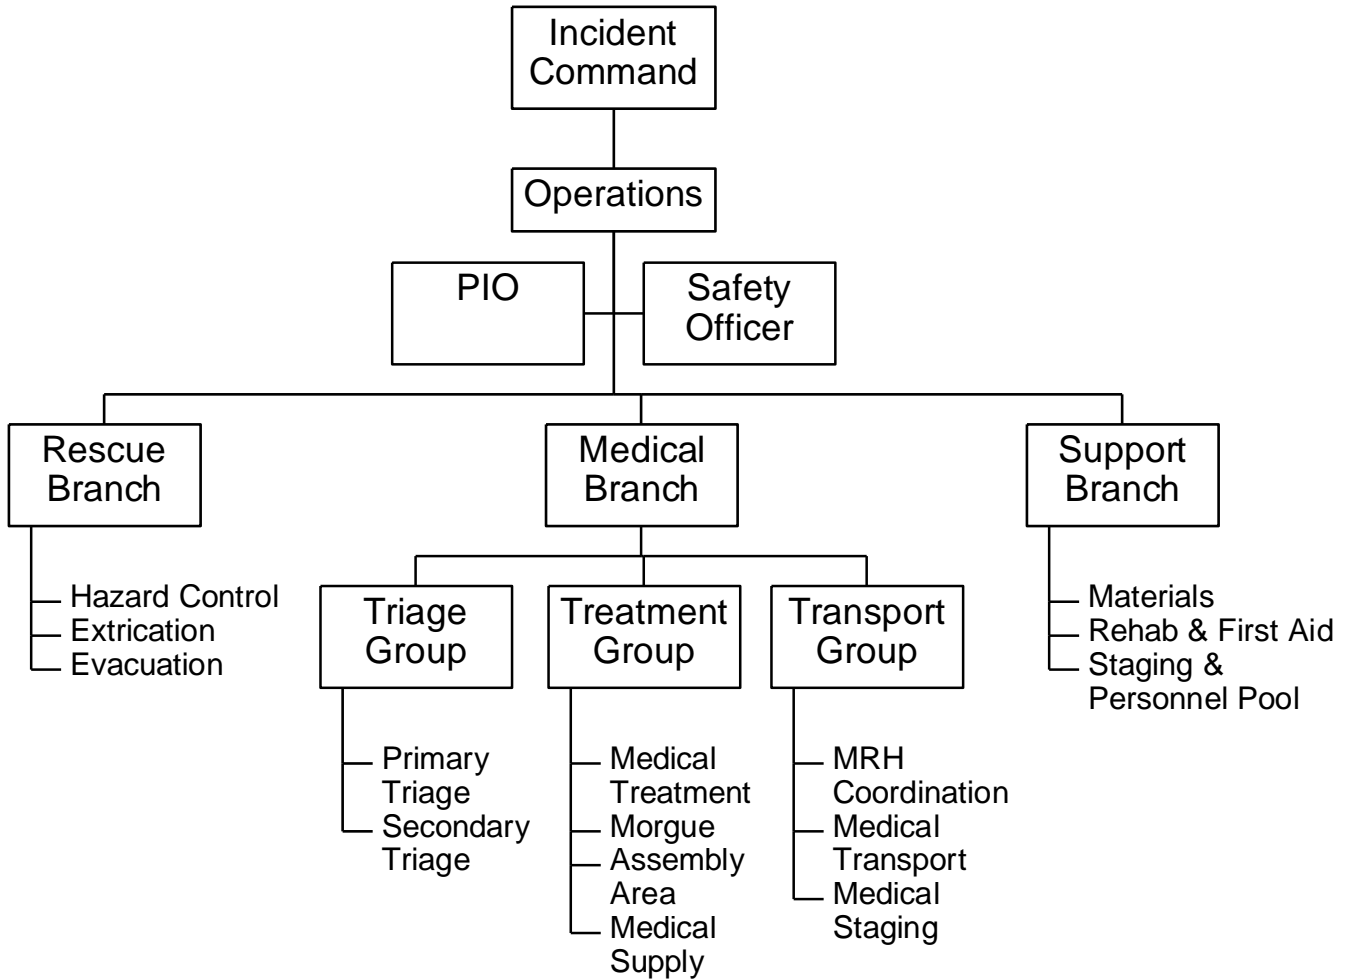 Incident
Command
Operations
PIO
Safety
Officer
Rescue
Branch
Medical
Branch
Support
Branch
Hazard Control
Extrication
Evacuation
Triage
Group
Treatment
Group
Transport
Group
Materials
Rehab & First Aid
Staging &
Personnel Pool
Primary
Triage
Secondary
Triage
Medical
Treatment
Morgue
Assembly
Area
Medical
Supply
MRH
Coordination
Medical
Transport
Medical
Staging